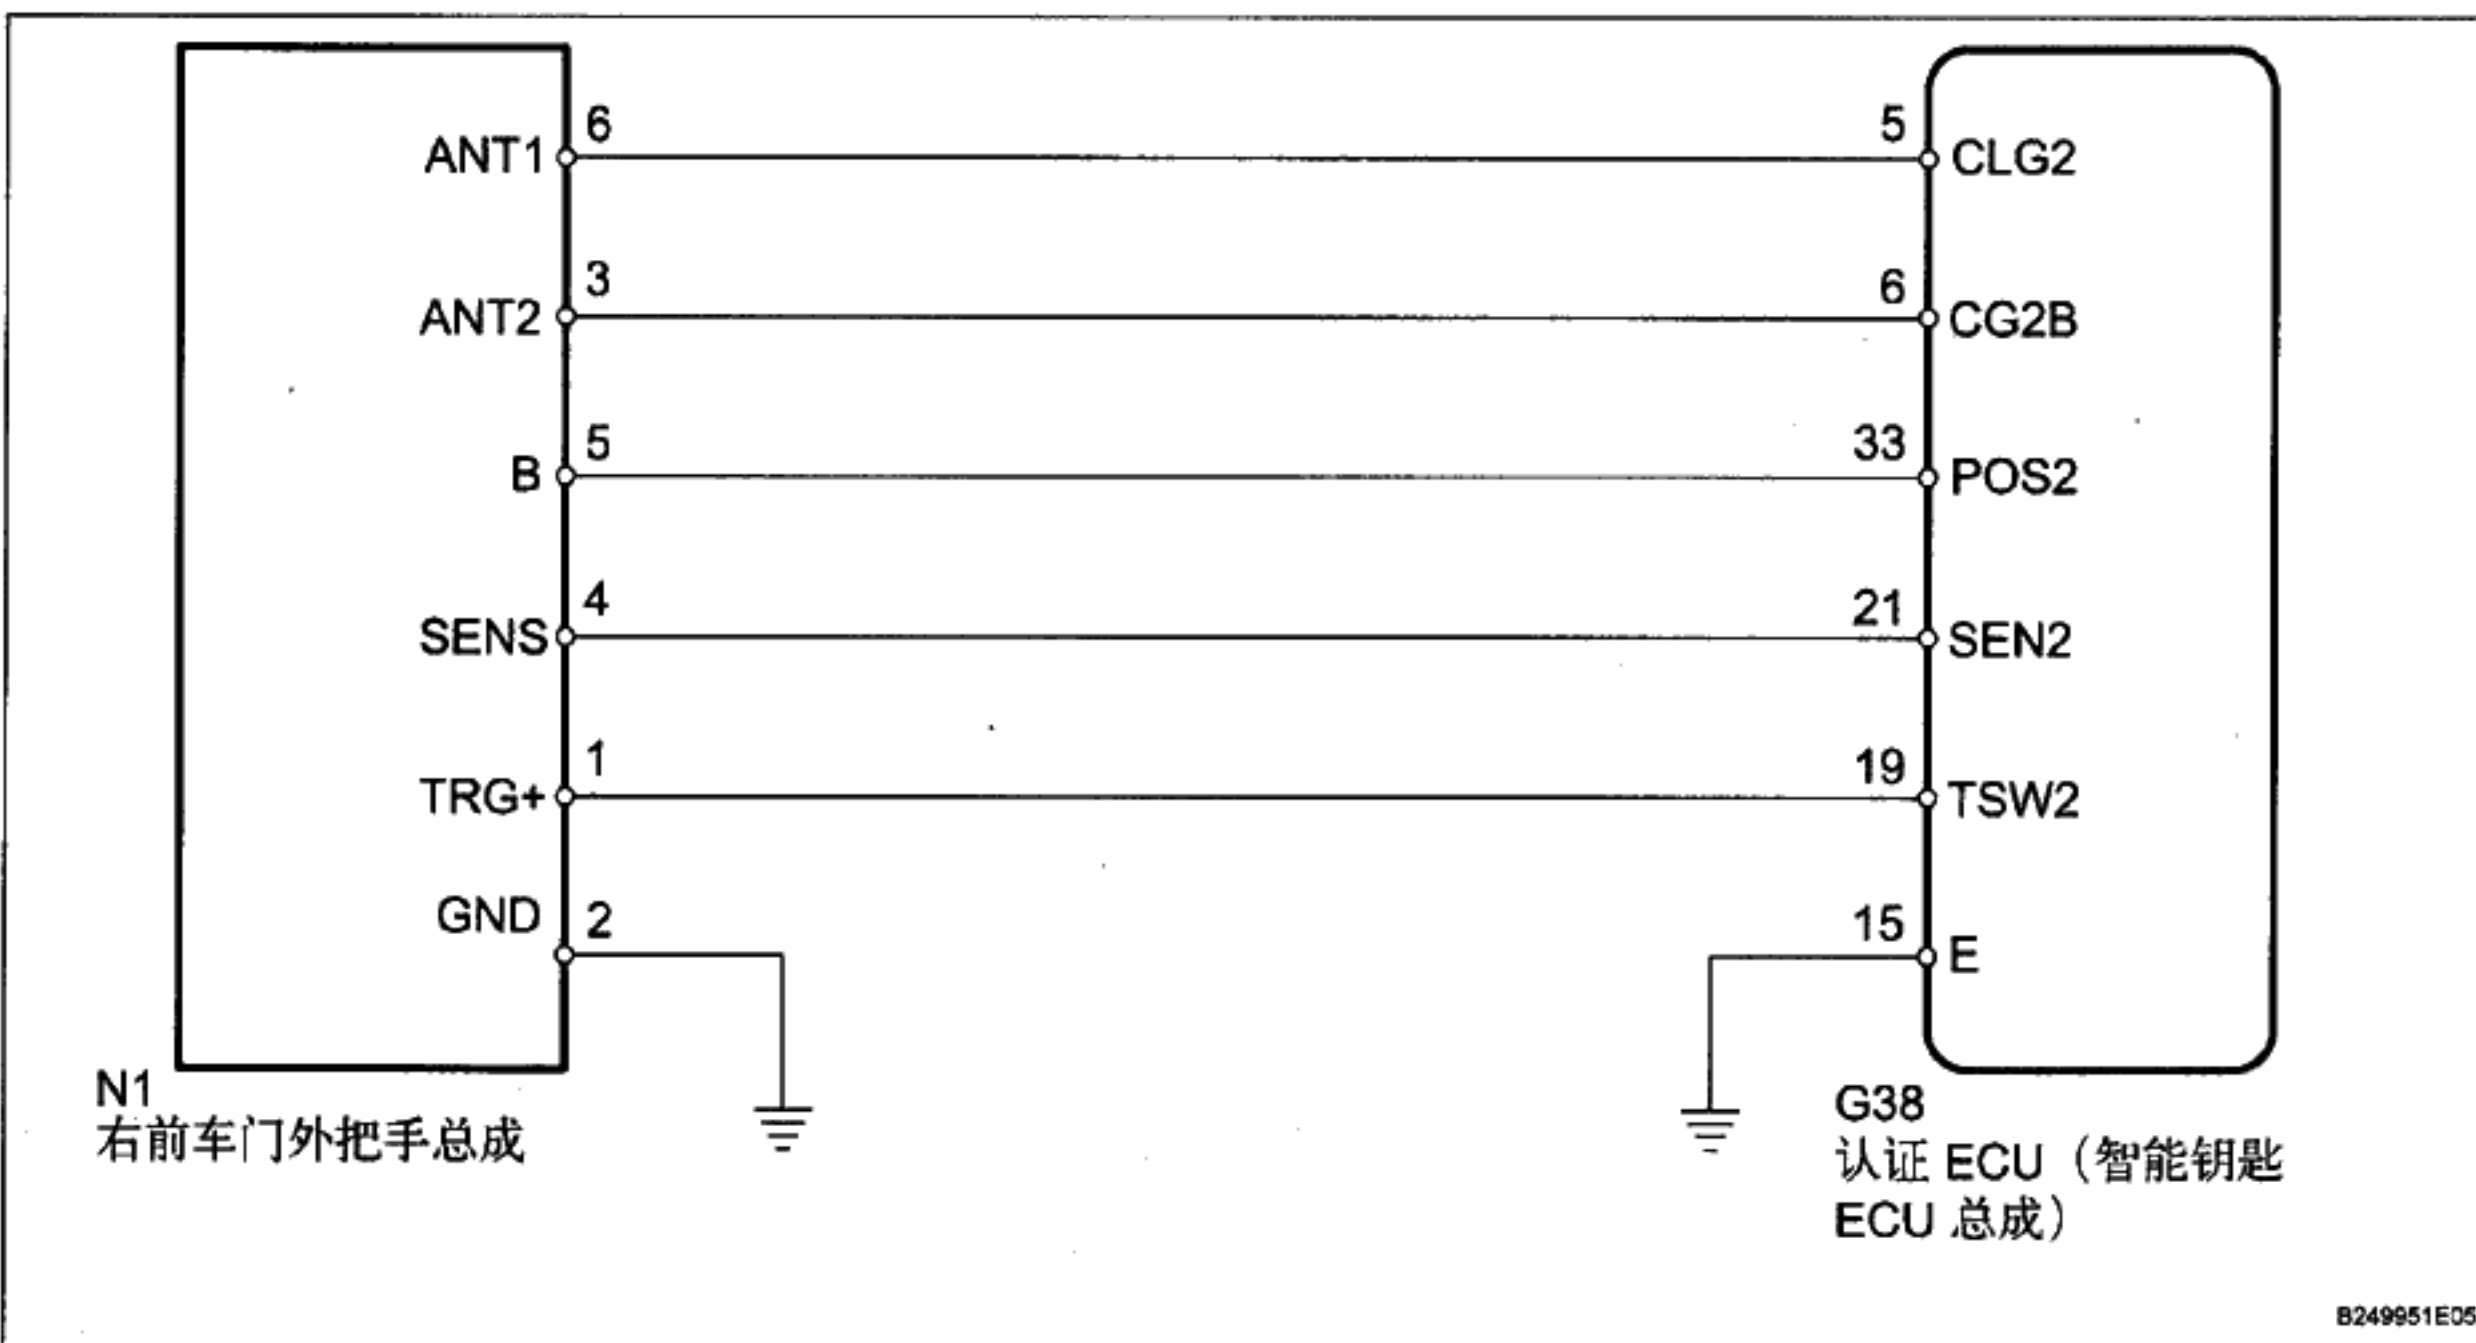 6
5
ANT1
CLG2
3
6
ANT2
CG2B
5
33
B
POS2
4
21
SENS
SEN2
1
19
TRG+
TSW2
GND
2
15
E
N1
右前车门外把手总成
G38
认证 ECU（智能钥匙
ECU 总成）
B249951E05